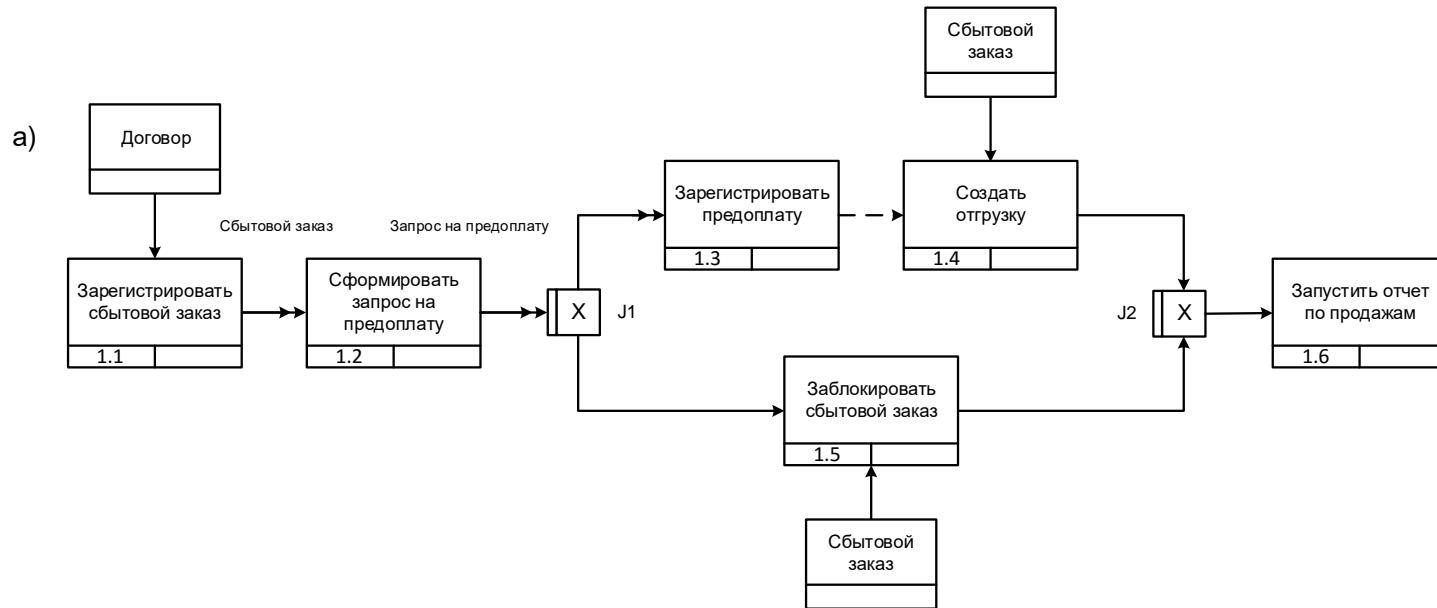 а)
Договор
Сбытовой заказ
Зарегистрировать
сбытовой заказ
1.1
Запрос на предоплату
Сформировать
запрос на
предоплату
1.2
X
J1
Зарегистрировать
предоплату
1.3
Сбытовой
заказ
Создать
отгрузку
1.4
Заблокировать
сбытовой заказ
1.5
Сбытовой
заказ
J2
X
Запустить отчет
по продажам
1.6